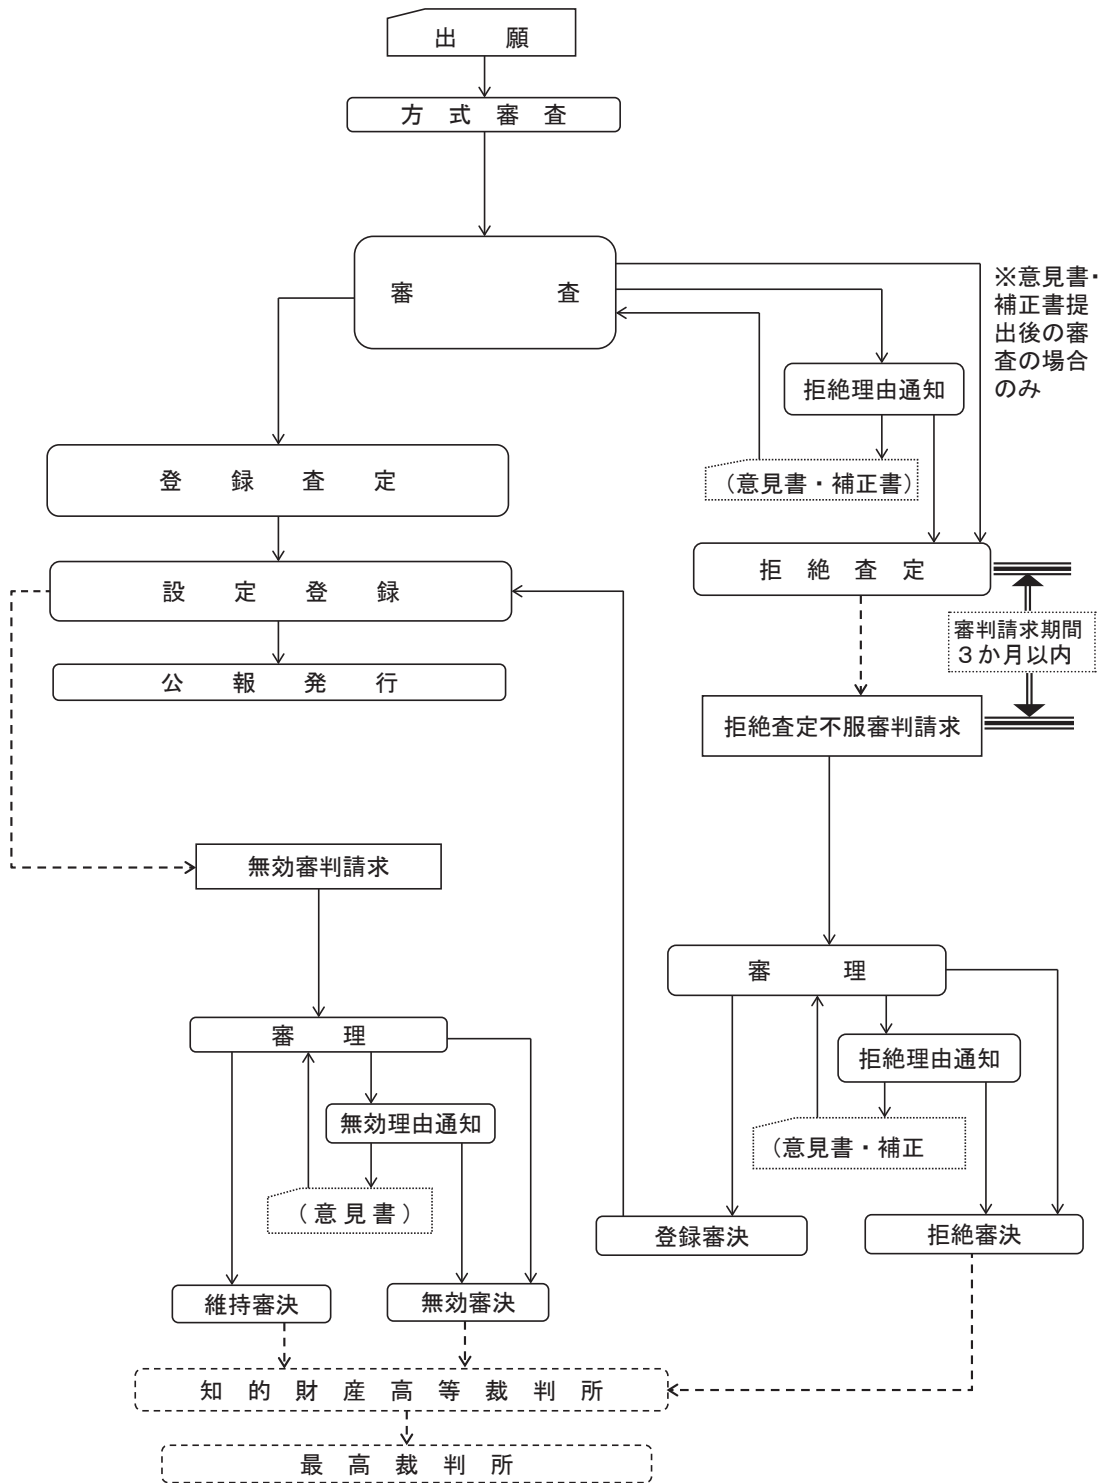 出願
方式審査
審査
※意見書・
補正書提
出後の審
査の場合
のみ
拒絶理由通知
（意見書・補正書）
登録査定
拒絶査定
設定登録
審判請求期間
３か月以内
公報発行
拒絶査定不服審判請求
無効審判請求
審理
審理
拒絶理由通知
（意見書・補正
無効理由通知
（意見書）
登録審決
拒絶審決
維持審決
無効審決
知的財産高等裁判所
最高裁判所